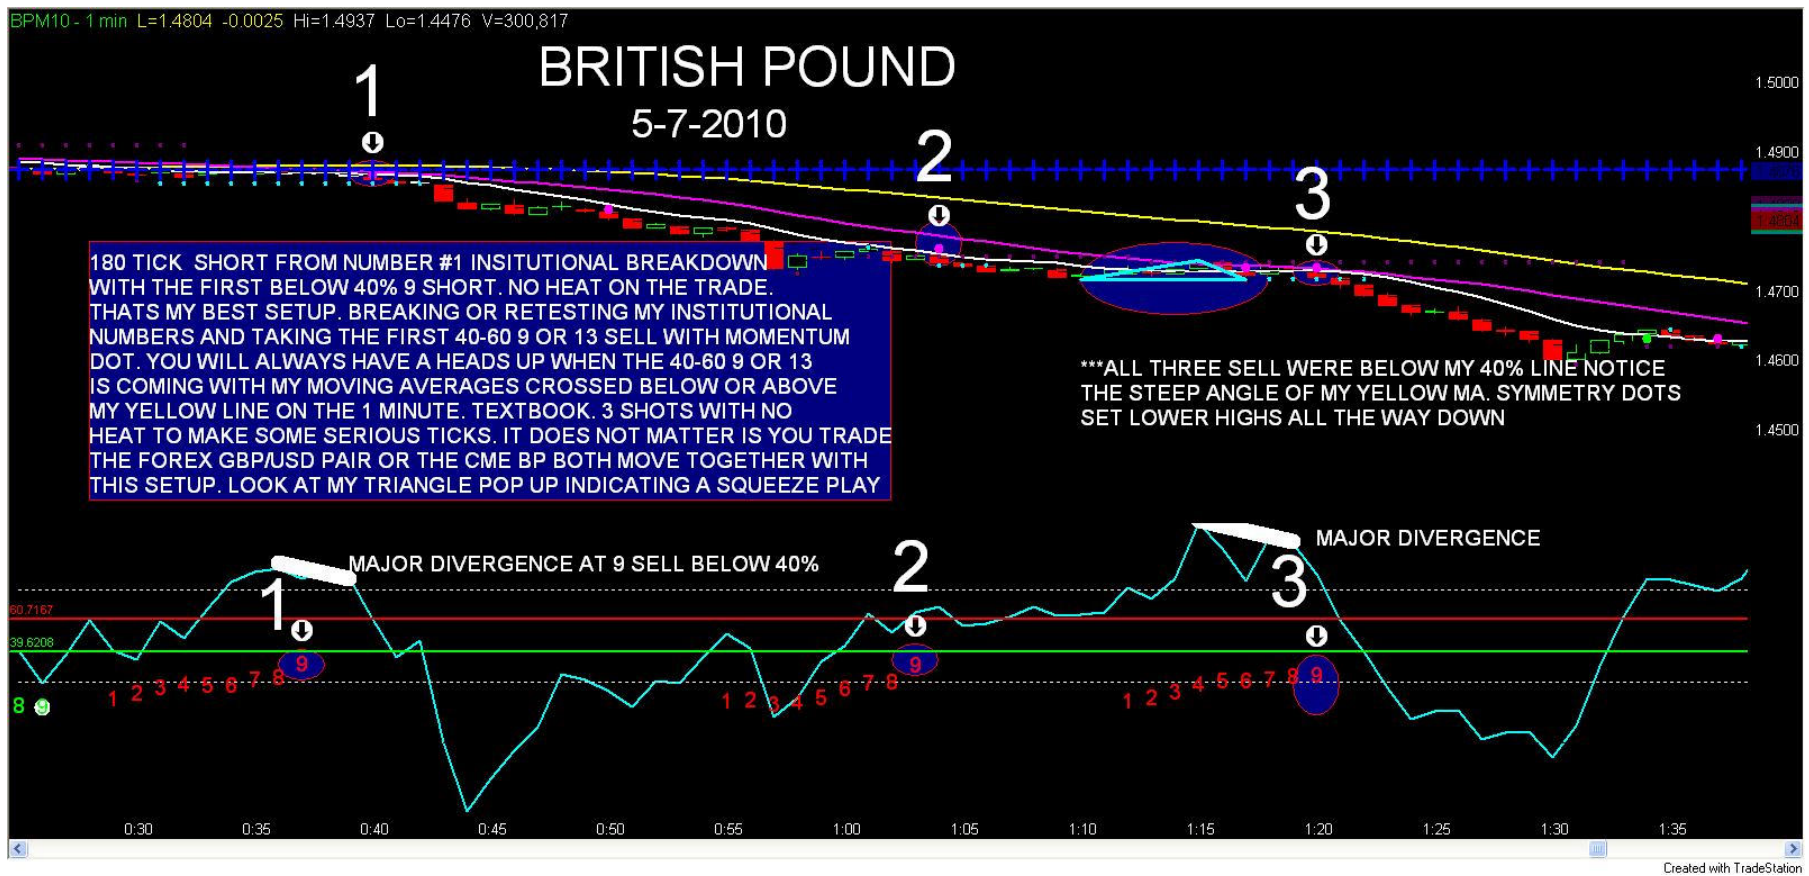 BPM10 - 1 min L=1.4804 -0.0025 Hi=1.4937 Lo=1.4476 V=300,817
BRITISH POUND
5-7-2010
1
2
3
1.5000
1.4900
1.4804
1.4700
1.4600
1.4500
180 TICK SHORT FROM NUMBER #1 INSITUTIONAL BREAKDOWN
WITH THE FIRST BELOW 40% 9 SHORT. NO HEAT ON THE TRADE.
THATS MY BEST SETUP. BREAKING OR RETESTING MY INSTITUTIONAL
NUMBERS AND TAKING THE FIRST 40-60 9 OR 13 SELL WITH MOMENTUM
DOT. YOU WILL ALWAYS HAVE A HEADS UP WHEN THE 40-60 9 OR 13
IS COMING WITH MY MOVING AVERAGES CROSSED BELOW OR ABOVE
MY YELLOW LINE ON THE 1 MINUTE. TEXTBOOK. 3 SHOTS WITH NO
HEAT TO MAKE SOME SERIOUS TICKS. IT DOES NOT MATTER IS YOU TRADE
THE FOREX GBP/USD PAIR OR THE CME BP BOTH MOVE TOGETHER WITH
THIS SETUP. LOOK AT MY TRIANGLE POP UP INDICATING A SQUEEZE PLAY
***ALL THREE SELL WERE BELOW MY 40% LINE NOTICE
THE STEEP ANGLE OF MY YELLOW MA. SYMMETRY DOTS
SET LOWER HIGHS ALL THE WAY DOWN
MAJOR DIVERGENCE AT 9 SELL BELOW 40%
MAJOR DIVERGENCE
1
2
3
60.7167
39.6208
8 9
1 2 3 4 5 6 7 8 9
1 2 3 4 5 6 7 8 9
1 2 3 4 5 6 7 8 9
0:30 0:35 0:40 0:45 0:50 0:55 1:00 1:05 1:10 1:15 1:20 1:25 1:30 1:35
Created with TradeStation